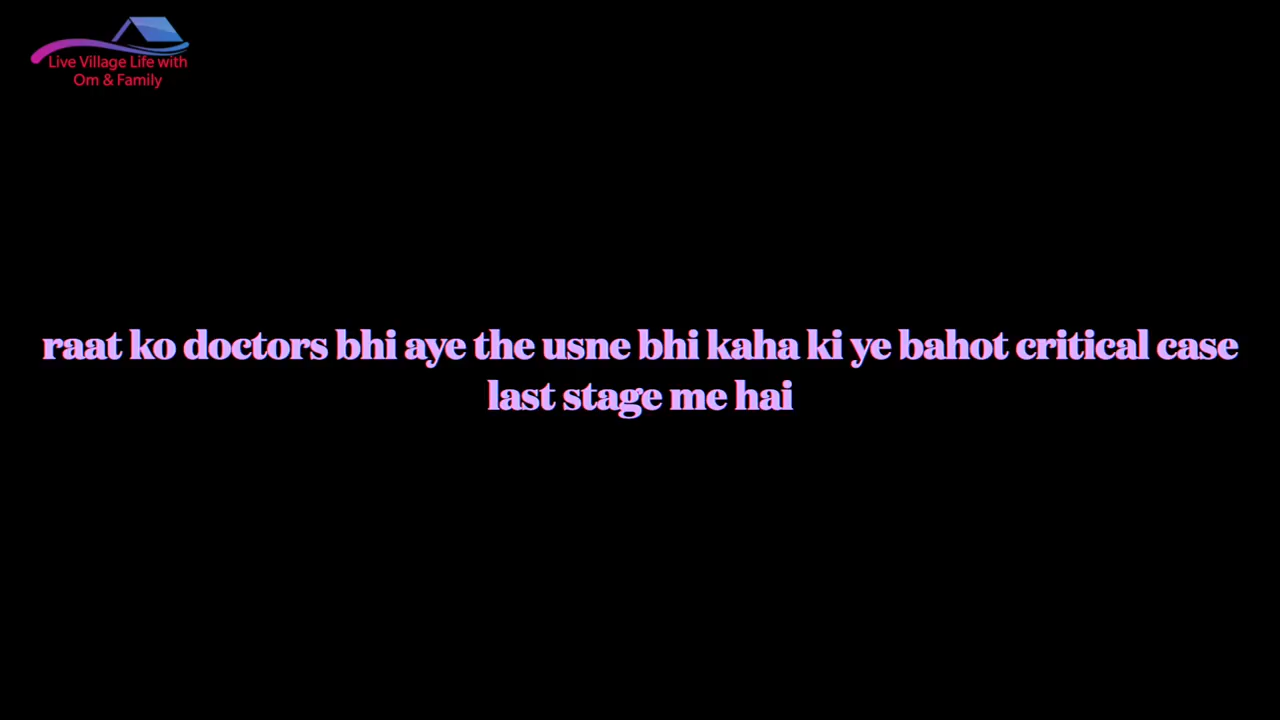 Live Village Life with
Om & Family
raat ko doctors bhi aye the usne bhi kaha ki ye bahot critical case
last stage me hai